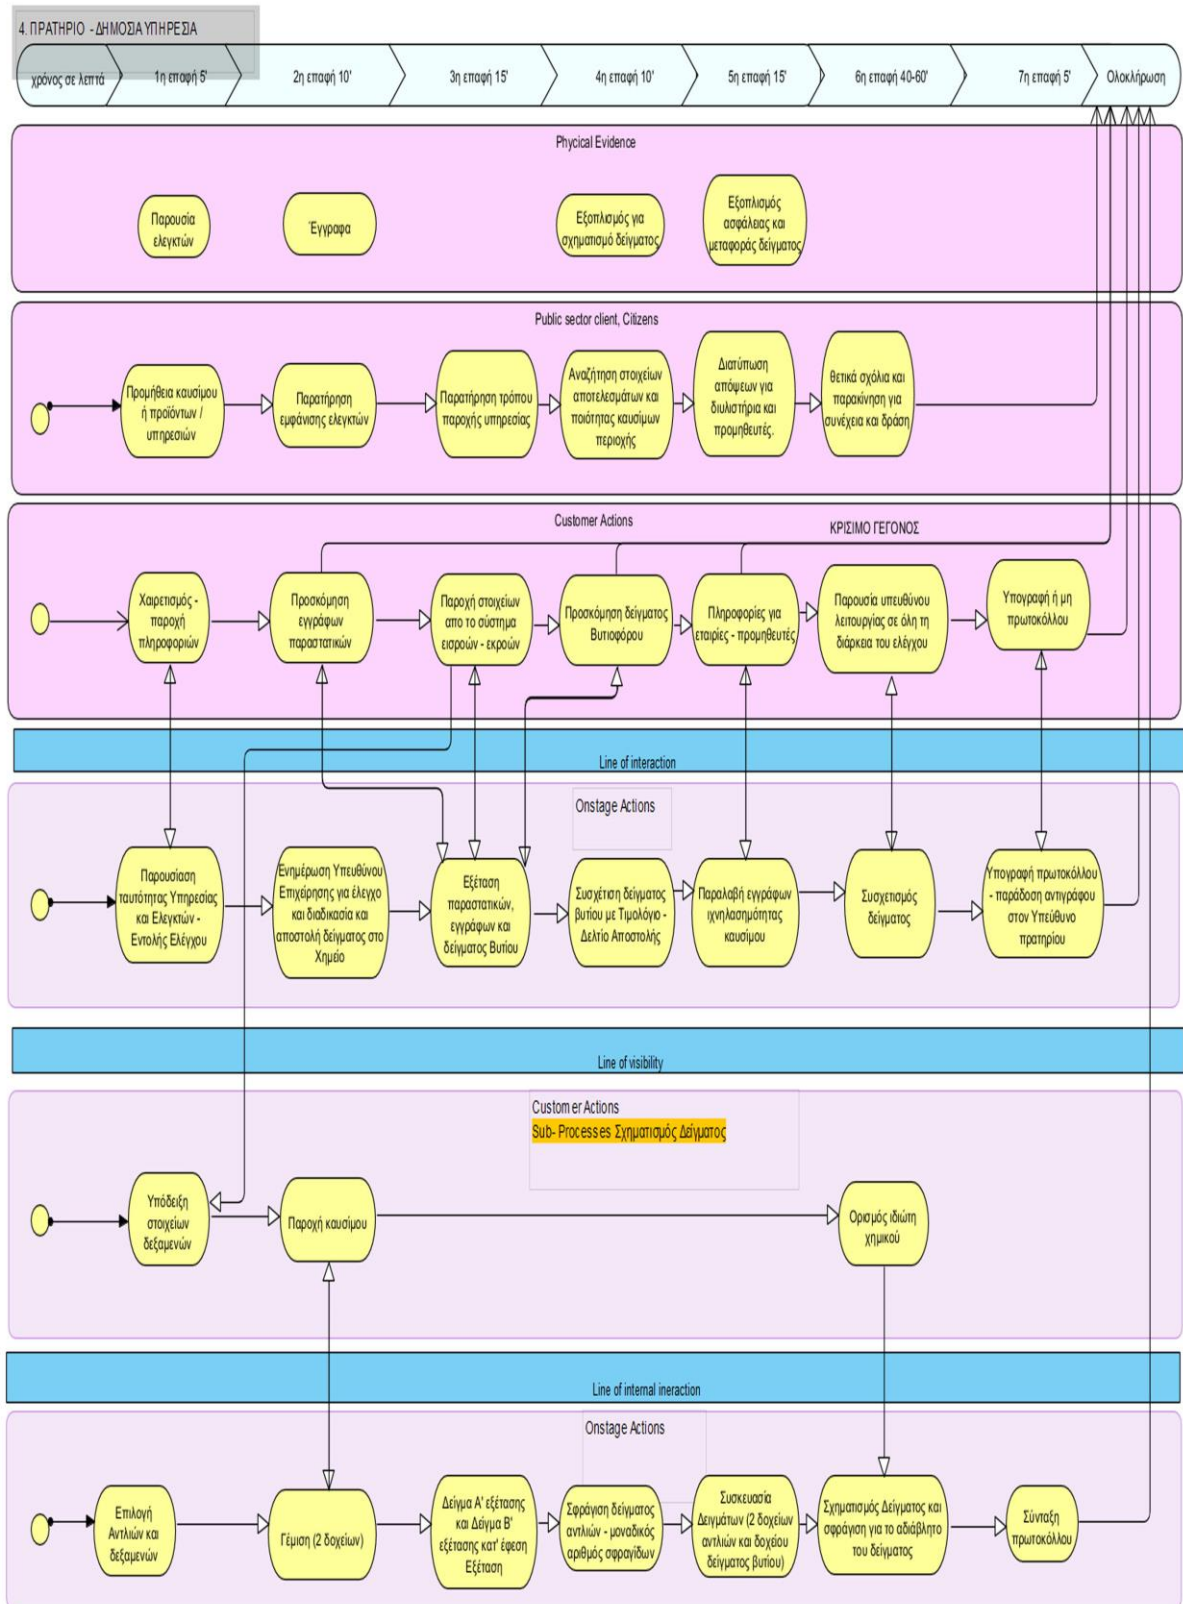 4. ΠΡΑΤΗΡΙΟ - ΔΗΜΟΣΙΑ ΥΠΗΡΕΣΙΑ
χρόνος σε λεπτά
1η επαφή 5'
2η επαφή 10'
3η επαφή 15'
4η επαφή 10'
5η επαφή 15'
6η επαφή 40-60'
7η επαφή 5'
Ολοκλήρωση
Phycical Evidence
Παρουσία
ελεγκτών
Έγγραφα
Εξοπλισμός για
σχηματισμό δείγματος
Εξοπλισμός
ασφάλειας και
μεταφοράς δείγματος
Public sector client, Citizens
Προμήθεια καυσίμου
ή προϊόντων /
υπηρεσιών
Παρατήρηση
εμφάνισης ελεγκτών
Παρατήρηση τρόπου
παροχής υπηρεσίας
Αναζήτηση στοιχείων
αποτελεσμάτων και
ποιότητας καυσίμων
περιοχής
Διατύπωση
απόψεων για
διυλιστήρια και
προμηθευτές.
θετικά σχόλια και
παρακίνηση για
συνέχεια και δράση
Customer Actions
ΚΡΙΣΙΜΟ ΓΕΓΟΝΟΣ
Χαιρετισμός -
παροχή
πληροφοριών
Προσκόμηση
εγγράφων
παραστατικών
Παροχή στοιχείων
απο το σύστημα
εισροών - εκροών
Προσκόμηση δείγματος
Βυτιοφόρου
Πληροφορίες για
εταιρίες - προμηθευτές
Παρουσία υπευθύνου
λειτουργίας σε όλη τη
διάρκεια του ελέγχου
Υπογραφή ή μη
πρωτοκόλλου
Line of interaction
Onstage Actions
Παρουσίαση
ταυτότητας Υπηρεσίας
και Ελεγκτών -
Εντολής Ελέγχου
Ενημέρωση Υπευθύνου
Επιχείρησης για έλεγχο
και διαδικασία και
αποστολή δείγματος στο
Χημείο
Εξέταση
παραστατικών,
εγγράφων και
δείγματος Βυτίου
Συσχέτιση δείγματος
βυτίου με Τιμολόγιο -
Δελτίο Αποστολής
Παραλαβή εγγράφων
ιχνηλασημότητας
καυσίμου
Συσχετισμός
δείγματος
Υπογραφή πρωτοκόλλου
- παράδοση αντιγράφου
στον Υπεύθυνο
πρατηρίου
Line of visibility
Customer Actions
Sub- Processes Σχηματισμός Δείγματος
Υπόδειξη
στοιχείων
δεξαμενών
Παροχή καυσίμου
Ορισμός ιδιώτη
χημικού
Line of internal ineraction
Onstage Actions
Επιλογή
Αντλιών και
δεξαμενών
Γέμιση (2 δοχείων)
Δείγμα Α' εξέτασης
και Δείγμα Β'
εξέτασης κατ' έφεση
Εξέταση
Σφράγιση δείγματος
αντλιών - μοναδικός
αριθμός σφραγίδων
Συσκευασία
Δειγμάτων (2 δοχείων
αντλιών και δοχείου
δείγματος βυτίου)
Σχηματισμός Δείγματος και
σφράγιση για το αδιάβλητο
του δείγματος
Σύνταξη
πρωτοκόλλου